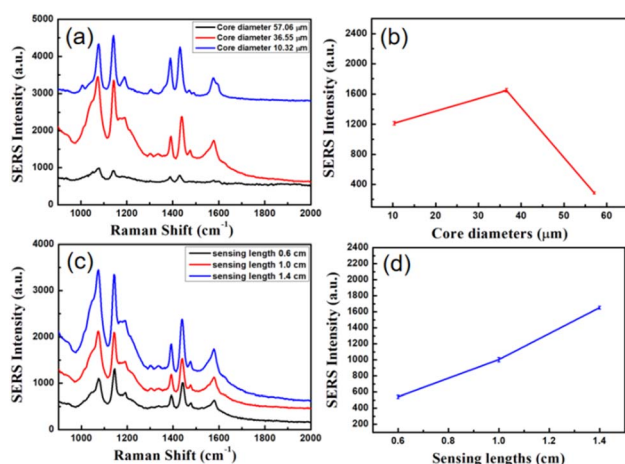 (a)
Core diameter 57.06 μm
Core diameter 36.55 μm
Core diameter 10.32 μm
SERS Intensity (a.u.)
5000
4000
3000
2000
1000
0
1000 1200 1400 1600 1800 2000
Raman Shift (cm⁻¹)
(b)
SERS Intensity (a.u.)
2400
2000
1600
1200
800
400
10 20 30 40 50 60
Core diameters (μm)
(c)
sensing length 0.6 cm
sensing length 1.0 cm
sensing length 1.4 cm
SERS Intensity (a.u.)
4000
3000
2000
1000
0
1000 1200 1400 1600 1800 2000
Raman Shift (cm⁻¹)
(d)
SERS Intensity (a.u.)
2400
2200
2000
1800
1600
1400
1200
1000
800
600
400
200
0.6 0.8 1.0 1.2 1.4
Sensing lengths (cm)